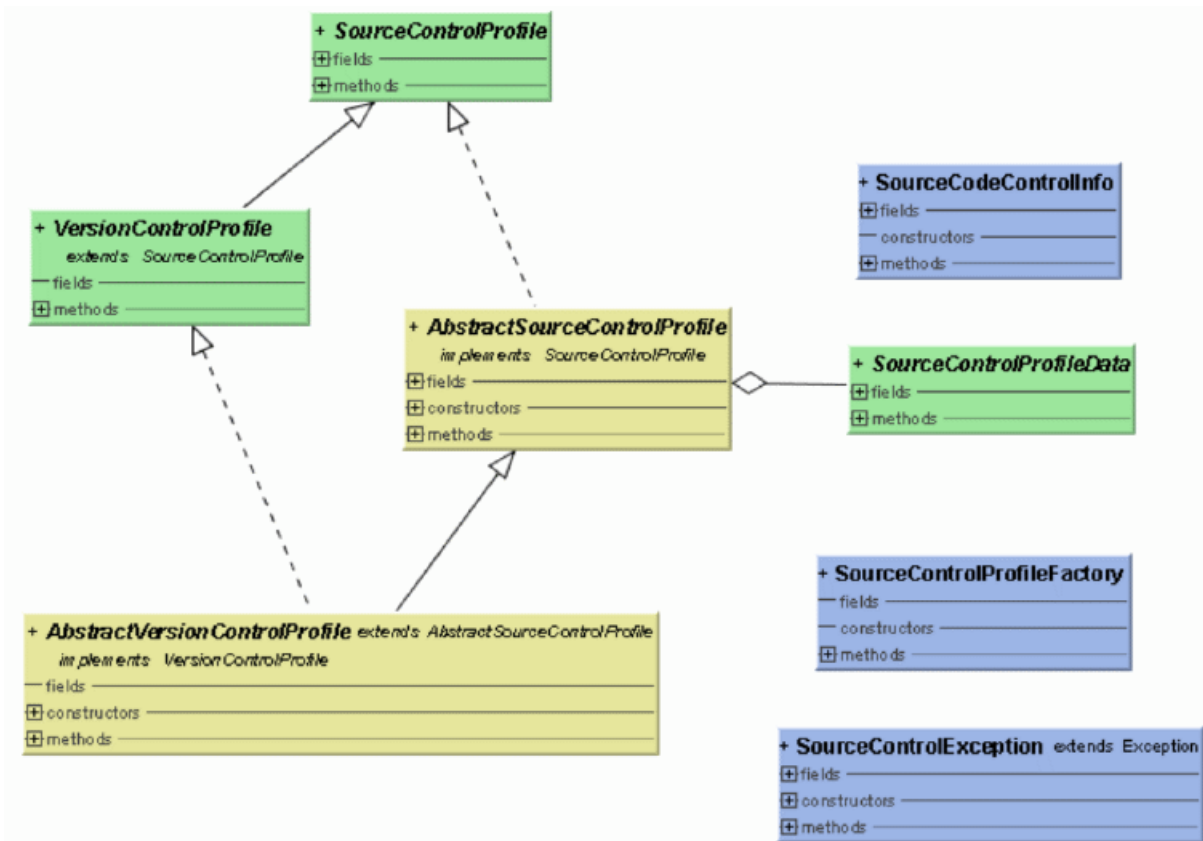 + SourceControlProfile
fields
methods
+ VersionControlProfile
extends SourceControlProfile
fields
methods
+ AbstractSourceControlProfile
implements SourceControlProfile
fields
constructors
methods
+ SourceCodeControlInfo
fields
constructors
methods
+ SourceControlProfileData
fields
methods
+ AbstractVersionControlProfile extends AbstractSourceControlProfile
implements VersionControlProfile
fields
constructors
methods
+ SourceControlProfileFactory
fields
constructors
methods
+ SourceControlException extends Exception
fields
constructors
methods